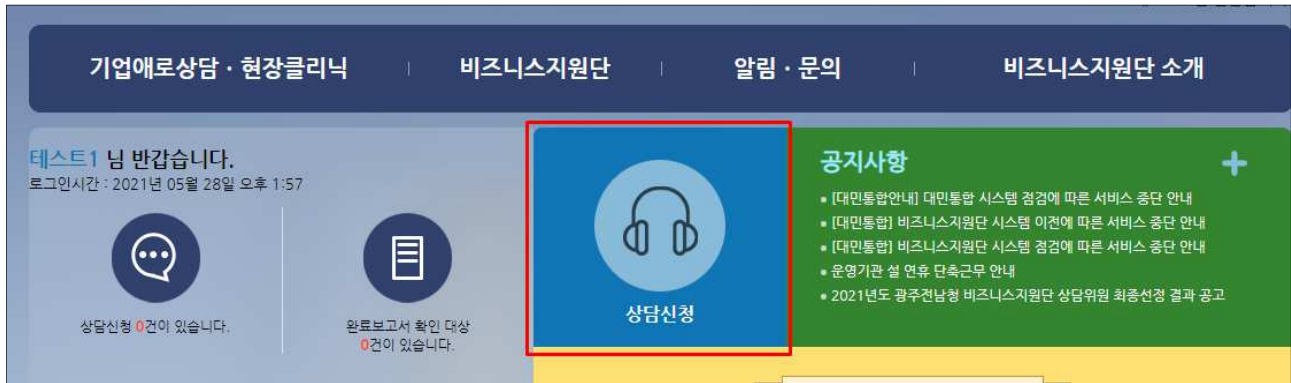 기업애로상담 · 현장클리닉
비즈니스지원단
알림 · 문의
비즈니스지원단 소개
테스트1 님 반갑습니다.
로그인시간 : 2021년 05월 28일 오후 1:57
상담신청 0건이 있습니다.
완료보고서 확인 대상
0건이 있습니다.
상담신청
공지사항
[대민통합안내] 대민통합 시스템 점검에 따른 서비스 중단 안내
[대민통합] 비즈니스지원단 시스템 이전에 따른 서비스 중단 안내
[대민통합] 비즈니스지원단 시스템 점검에 따른 서비스 중단 안내
운영기관 설 연휴 단축근무 안내
2021년도 광주전남청 비즈니스지원단 상담위원 최종선정 결과 공고